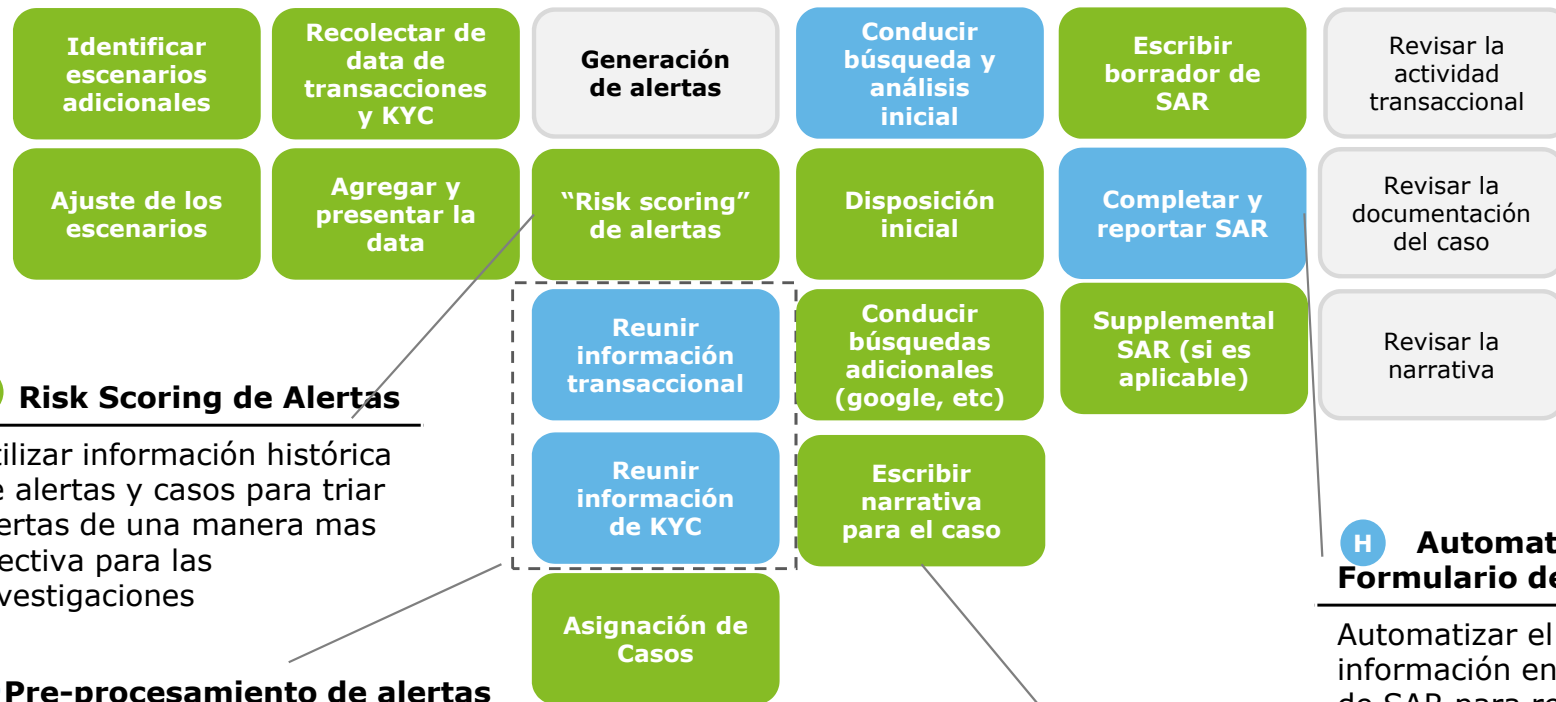 Identificar
escenarios
adicionales
Recolectar de
data de
transacciones
y KYC
Generación
de alertas
Conducir
búsqueda y
análisis
inicial
Escribir
borrador de
SAR
Revisar la
actividad
transaccional
Ajuste de los
escenarios
Agregar y
presentar la
data
“Risk scoring”
de alertas
Disposición
inicial
Completar y
reportar SAR
Revisar la
documentación
del caso
Reunir
información
transaccional
Conducir
búsquedas
adicionales
(google, etc)
Supplemental
SAR (si es
aplicable)
Revisar la
narrativa
Risk Scoring de Alertas
información histórica
alertas y casos para triar
de una manera mas
para las
Reunir
información
de KYC
Escribir
narrativa
para el caso
Asignación de
Casos
Pre-procesamiento de alertas
H
Formulario
Automatizar el
información en
de SAR para